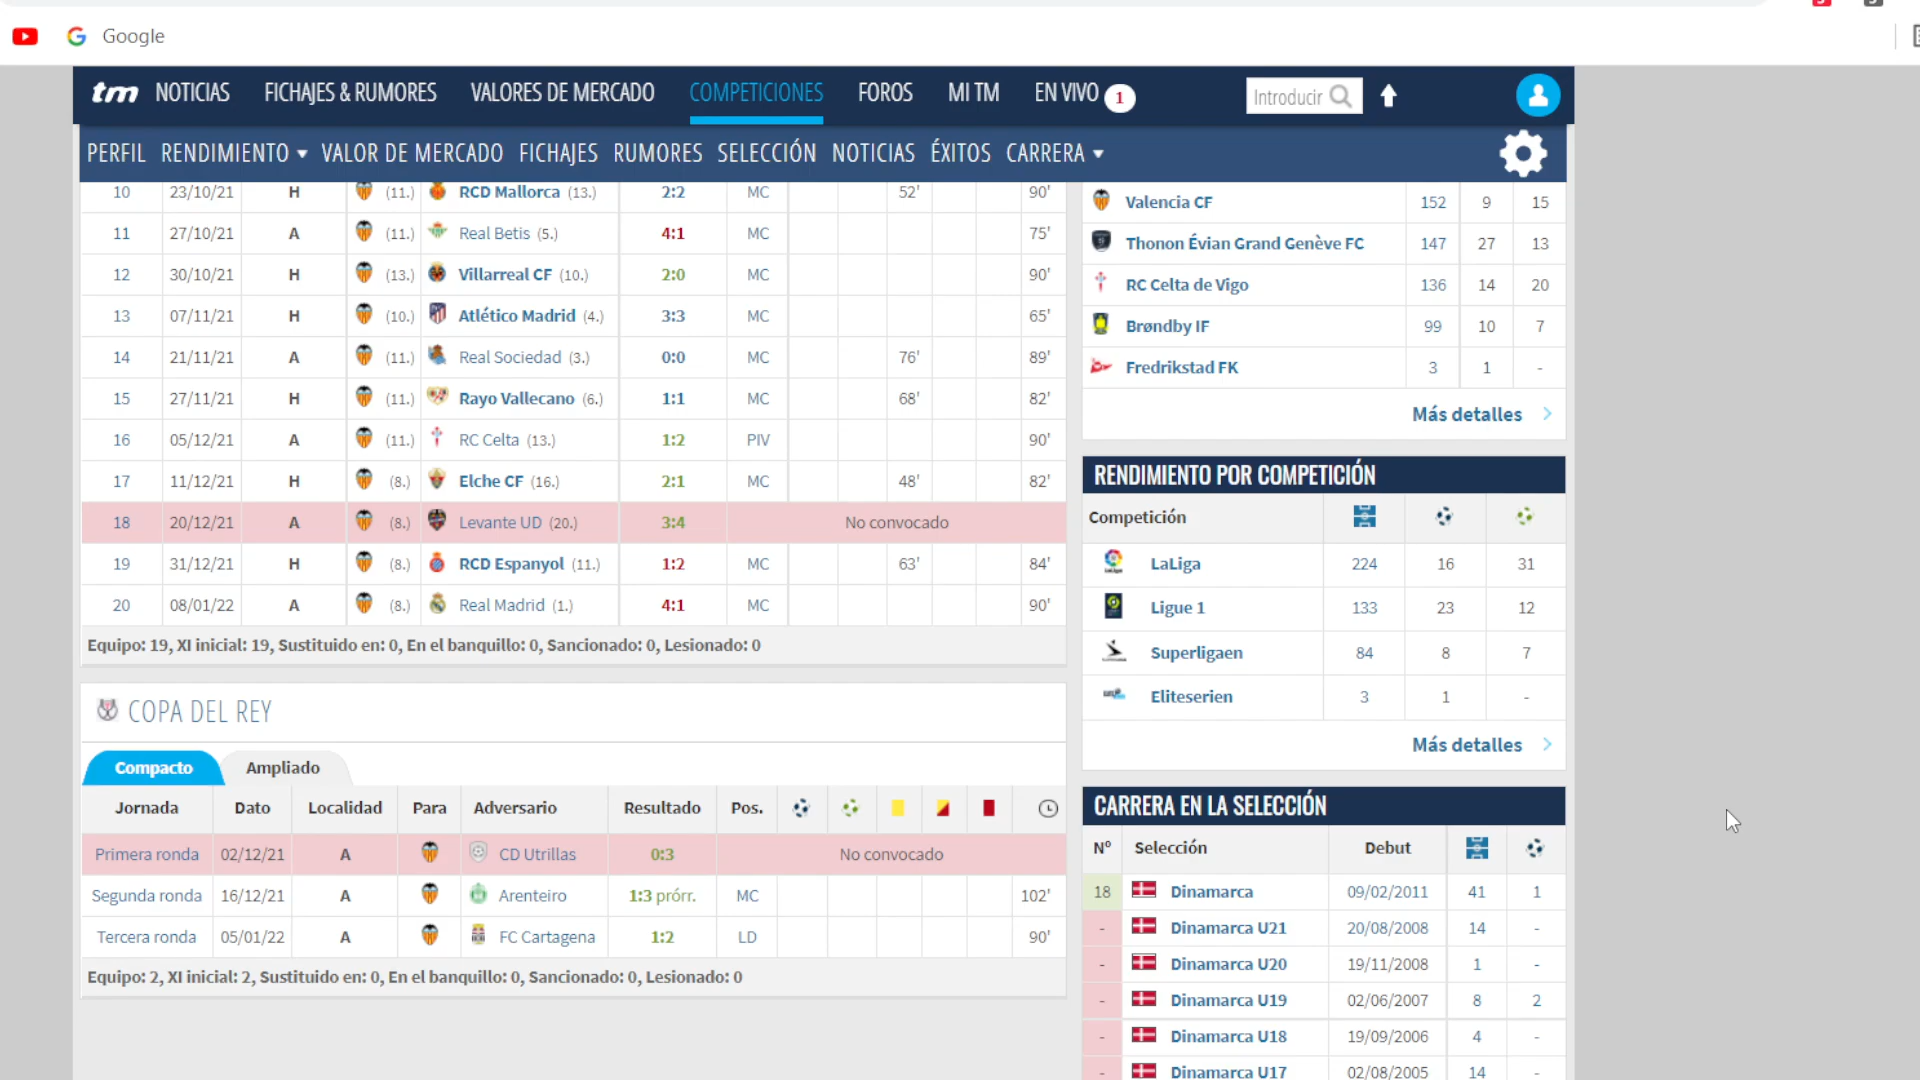 Google
tm NOTICIAS FICHAJES & RUMORES VALORES DE MERCADO COMPETICIONES FOROS MI TM EN VIVO 1 Introducir
PERFIL RENDIMIENTO VALOR DE MERCADO FICHAJES RUMORES SELECCIÓN NOTICIAS ÉXITOS CARRERA
10 23/10/21 H (11.) RCD Mallorca (13.) 2:2 MC 52' 90'
11 27/10/21 A (11.) Real Betis (5.) 4:1 MC 75'
12 30/10/21 H (13.) Villarreal CF (10.) 2:0 MC 90'
13 07/11/21 H (10.) Atlético Madrid (4.) 3:3 MC 65'
14 21/11/21 A (11.) Real Sociedad (3.) 0:0 MC 76' 89'
15 27/11/21 H (11.) Rayo Vallecano (6.) 1:1 MC 68' 82'
16 05/12/21 A (11.) RC Celta (13.) 1:2 PIV 90'
17 11/12/21 H (8.) Elche CF (16.) 2:1 MC 48' 82'
18 20/12/21 A (8.) Levante UD (20.) 3:4 No convocado
19 31/12/21 H (8.) RCD Espanyol (11.) 1:2 MC 63' 84'
20 08/01/22 A (8.) Real Madrid (1.) 4:1 MC 90'
Equipo: 19, XI inicial: 19, Sustituido en: 0, En el banquillo: 0, Sancionado: 0, Lesionado: 0
COPA DEL REY
Compacto Ampliado
Jornada Dato Localidad Para Adversario Resultado Pos.
Primera ronda 02/12/21 A CD Utrillas 0:3 No convocado
Segunda ronda 16/12/21 A Arenteiro 1:3 prórr. MC 102'
Tercera ronda 05/01/22 A FC Cartagena 1:2 LD 90'
Equipo: 2, XI inicial: 2, Sustituido en: 0, En el banquillo: 0, Sancionado: 0, Lesionado: 0
Valencia CF 152 9 15
Thonon Évian Grand Genève FC 147 27 13
RC Celta de Vigo 136 14 20
Brøndby IF 99 10 7
Fredrikstad FK 3 1 -
Más detalles
RENDIMIENTO POR COMPETICIÓN
Competición
LaLiga 224 16 31
Ligue 1 133 23 12
Superligaen 84 8 7
Eliteserien 3 1 -
Más detalles
CARRERA EN LA SELECCIÓN
Nº Selección Debut
18 Dinamarca 09/02/2011 41 1
- Dinamarca U21 20/08/2008 14 -
- Dinamarca U20 19/11/2008 1 -
- Dinamarca U19 02/06/2007 8 2
- Dinamarca U18 19/09/2006 4 -
- Dinamarca U17 02/08/2005 14 -